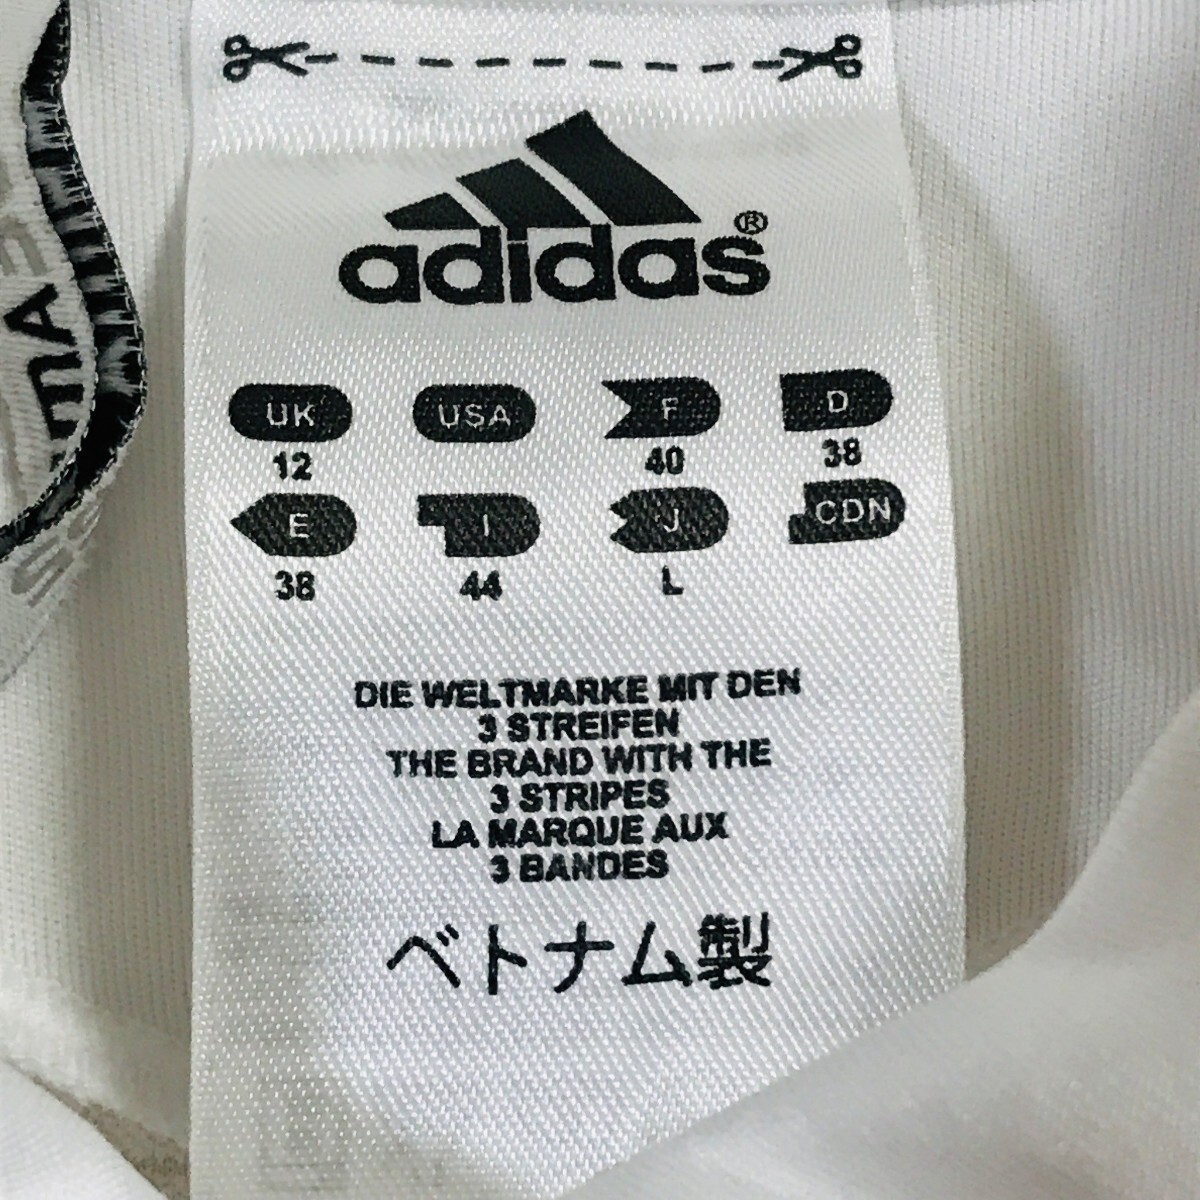 adidas®
UK USA F D
12 40 38
E I J CDN
38 44 L
DIE WELTMARKE MIT DEN
3 STREIFEN
THE BRAND WITH THE
3 STRIPES
LA MARQUE AUX
3 BANDES
ベトナム製